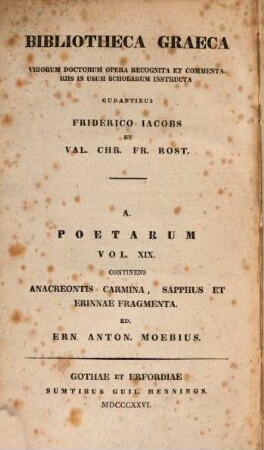 BIBLIOTHECA GRAECA
VIRORUM DOCTORUM OPERA RECOGNITA ET COMMENTA
RIIS IN USUM SCHOLARUM INSTRUCTA
CURANTIBUS
FRIDERICO IACOBS
ET
VAL. CHR. FR. ROST.
A.
POETARUM
VOL. XIX.
CONTINENS
ANACREONTIS CARMINA, SAPPHUS ET
ERINNAE FRAGMENTA.
ED.
ERN. ANTON. MOEBIUS.
GOTHAE ET ERFORDIAE
SUMTIBUS GUIL. HENNINGS.
MDCCCXXVI.